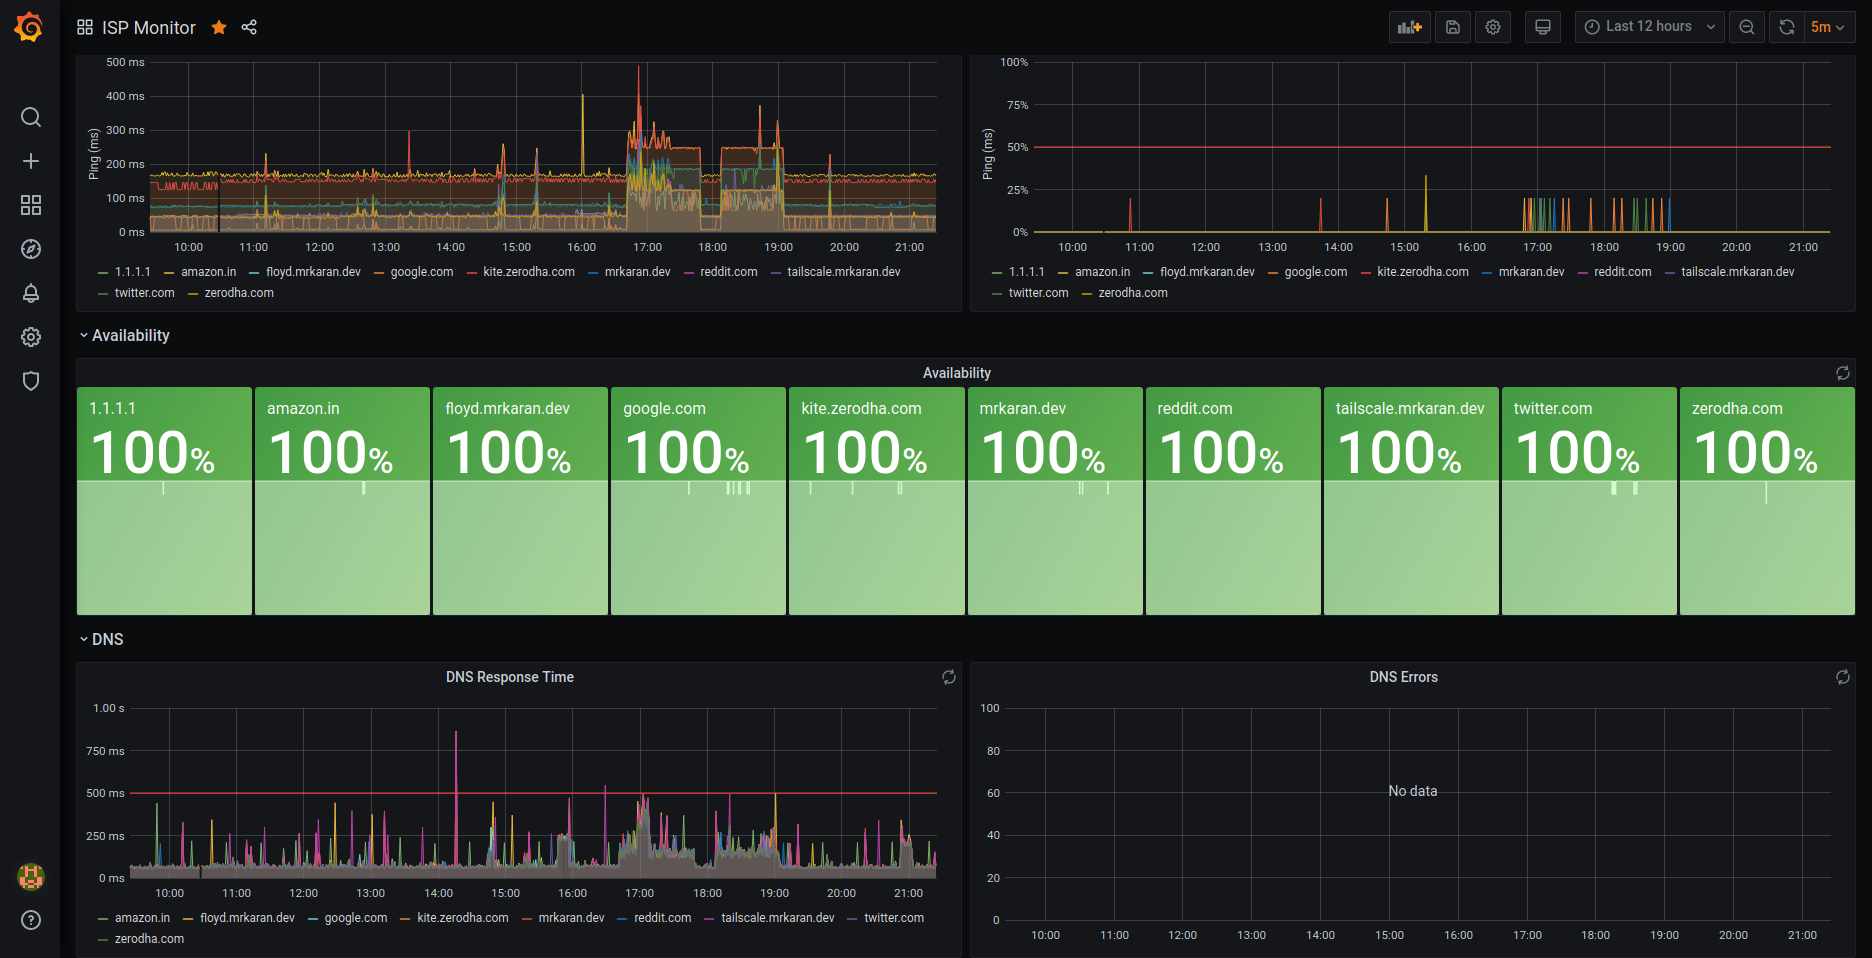 ISP Monitor
Last 12 hours
5m
Ping (ms)
500 ms
400 ms
300 ms
200 ms
100 ms
0 ms
10:00 11:00 12:00 13:00 14:00 15:00 16:00 17:00 18:00 19:00 20:00 21:00
1.1.1.1 amazon.in floyd.mrkaran.dev google.com kite.zerodha.com mrkaran.dev reddit.com tailscale.mrkaran.dev
twitter.com zerodha.com
Ping (ms)
100%
75%
50%
25%
0%
10:00 11:00 12:00 13:00 14:00 15:00 16:00 17:00 18:00 19:00 20:00 21:00
1.1.1.1 amazon.in floyd.mrkaran.dev google.com kite.zerodha.com mrkaran.dev reddit.com tailscale.mrkaran.dev
twitter.com zerodha.com
Availability
Availability
1.1.1.1
100%
amazon.in
100%
floyd.mrkaran.dev
100%
google.com
100%
kite.zerodha.com
100%
mrkaran.dev
100%
reddit.com
100%
tailscale.mrkaran.dev
100%
twitter.com
100%
zerodha.com
100%
DNS
DNS Response Time
1.00 s
750 ms
500 ms
250 ms
0 ms
10:00 11:00 12:00 13:00 14:00 15:00 16:00 17:00 18:00 19:00 20:00 21:00
amazon.in floyd.mrkaran.dev google.com kite.zerodha.com mrkaran.dev reddit.com tailscale.mrkaran.dev twitter.com
zerodha.com
DNS Errors
100
80
60
40
20
0
No data
10:00 11:00 12:00 13:00 14:00 15:00 16:00 17:00 18:00 19:00 20:00 21:00